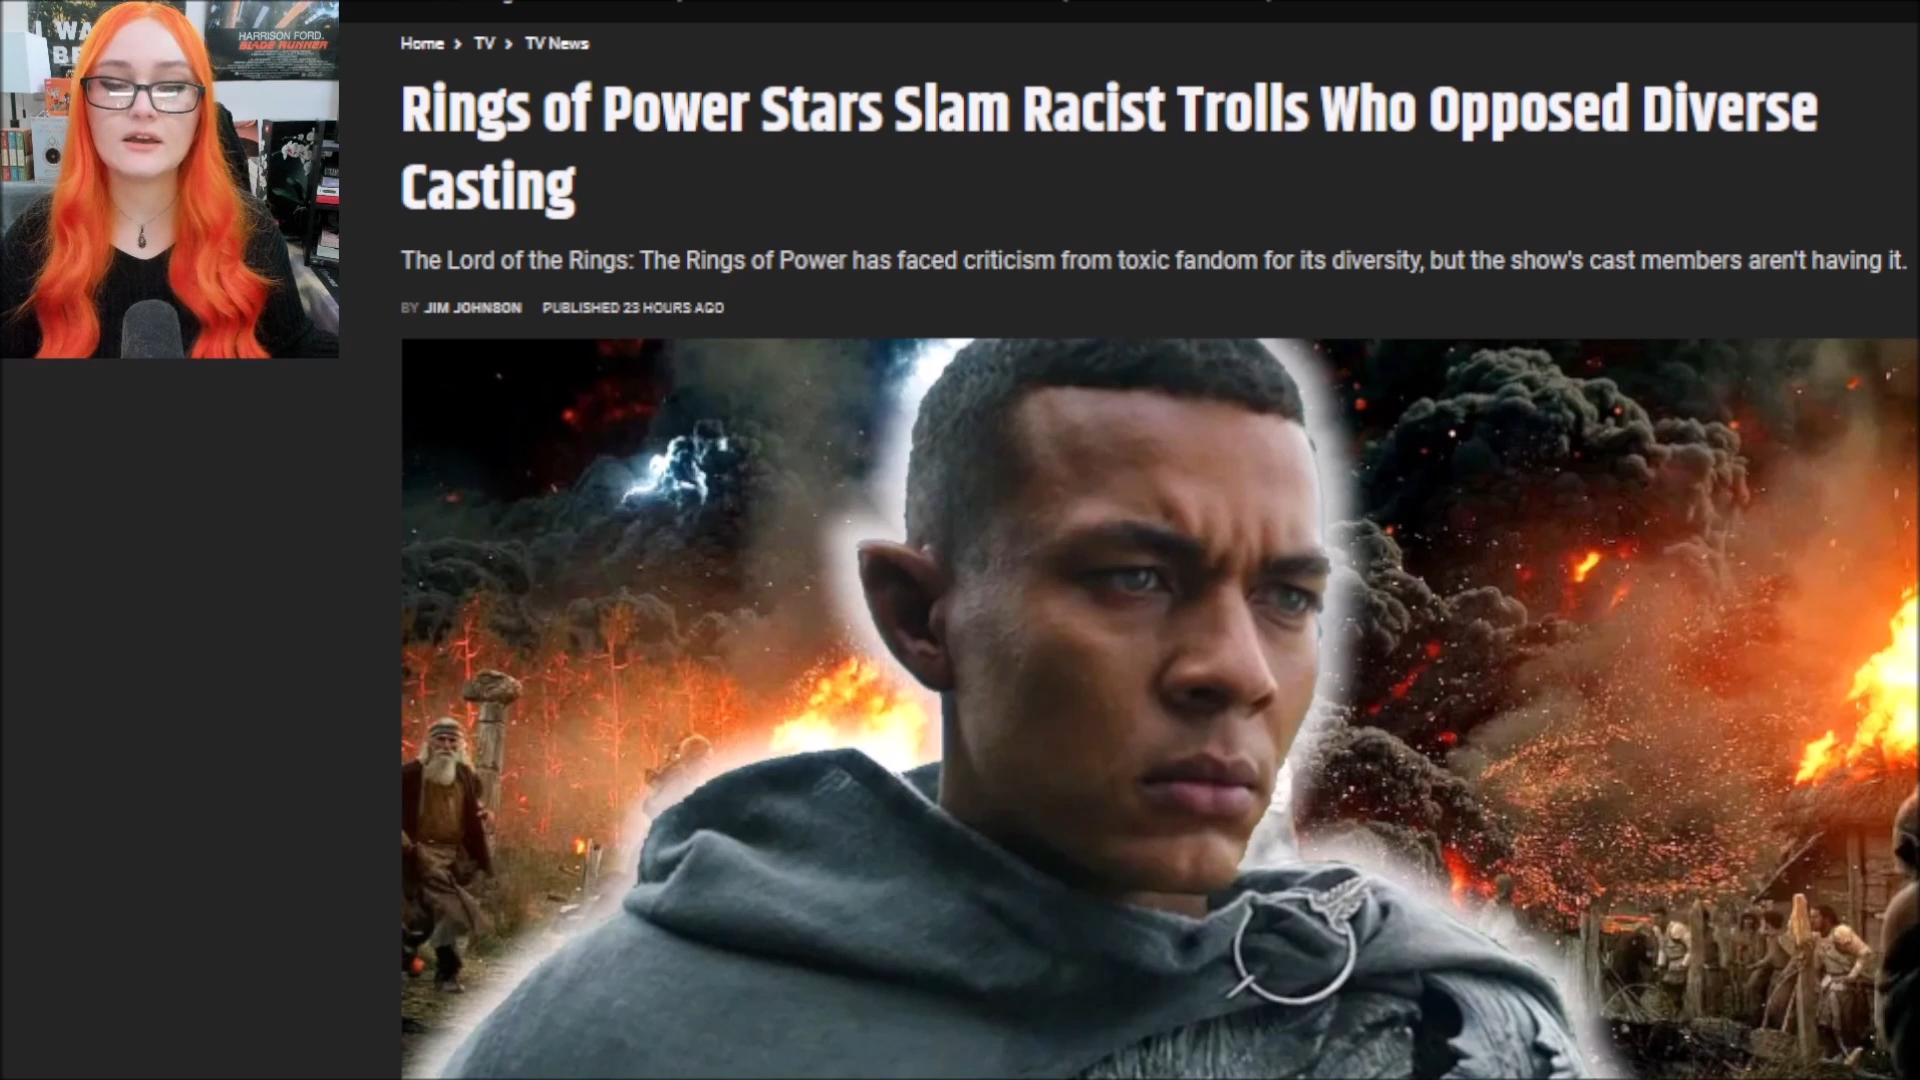 I WA
BE
HARRISON FORD.
BLADE RUNNER
Home > TV > TV News
Rings of Power Stars Slam Racist Trolls Who Opposed Diverse
Casting
The Lord of the Rings: The Rings of Power has faced criticism from toxic fandom for its diversity, but the show's cast members aren't having it.
BY JIM JOHNSON PUBLISHED 23 HOURS AGO